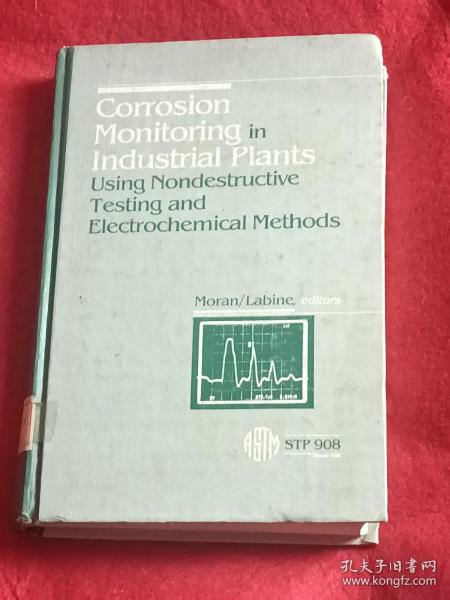 Corrosion
Monitoring in
Industrial Plants
Using Nondestructive
Testing and
Electrochemical Methods
Moran/Labine, editors
ASTM
STP 908
孔夫子旧书网
www.kongfz.com